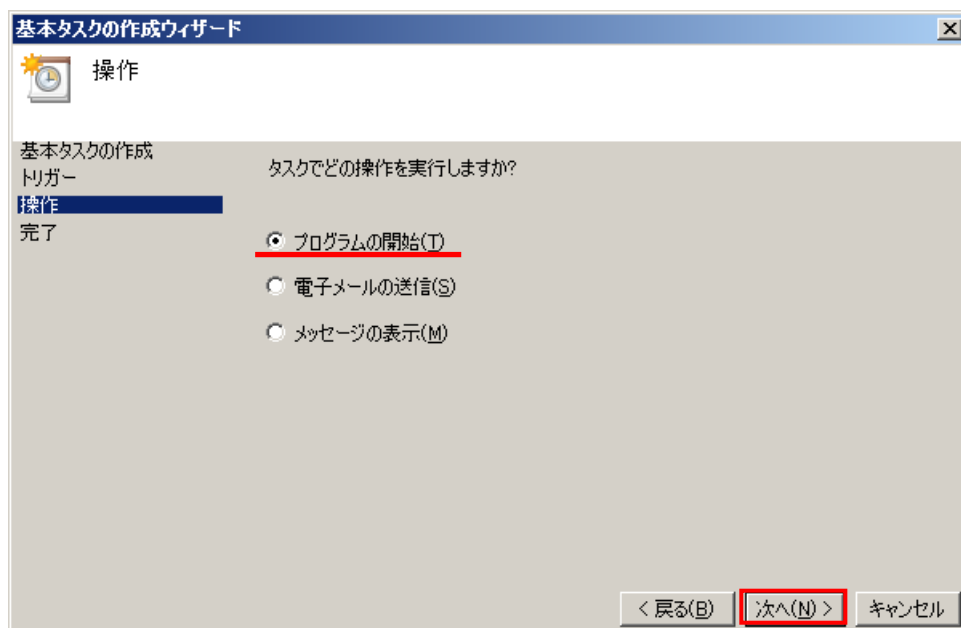 基本タスクの作成ウィザード
操作
基本タスクの作成
トリガー
操作
完了
タスクでどの操作を実行しますか?
プログラムの開始(T)
電子メールの送信(S)
メッセージの表示(M)
< 戻る(B) 次へ(N) > キャンセル